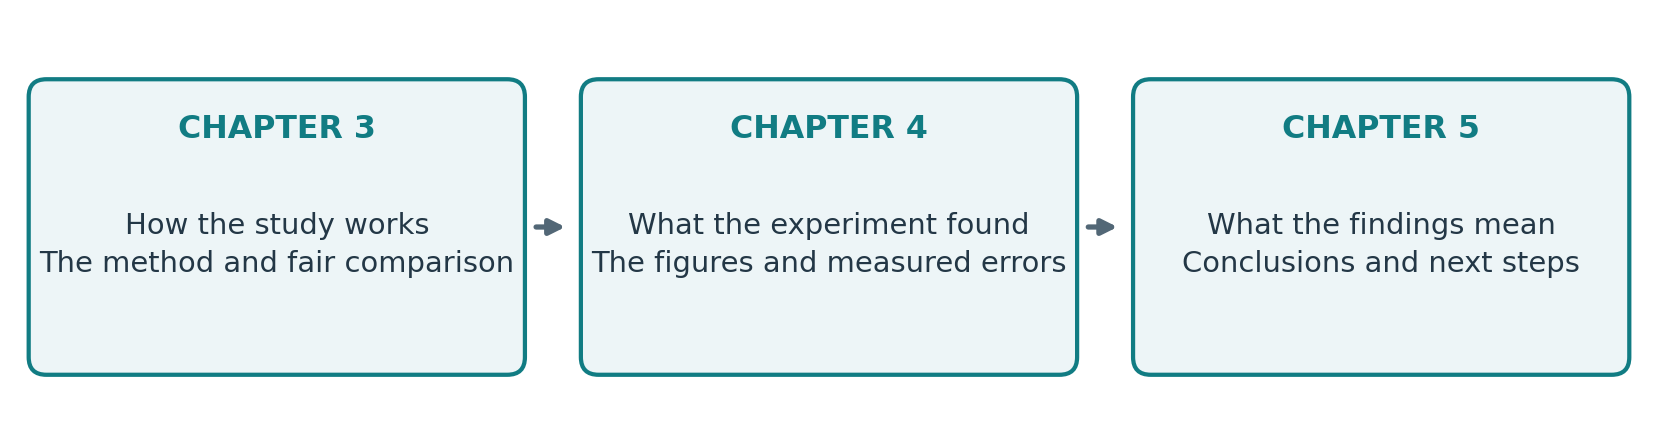 CHAPTER 3
How the study works
The method and fair comparison
CHAPTER 4
What the experiment found
The figures and measured errors
CHAPTER 5
What the findings mean
Conclusions and next steps